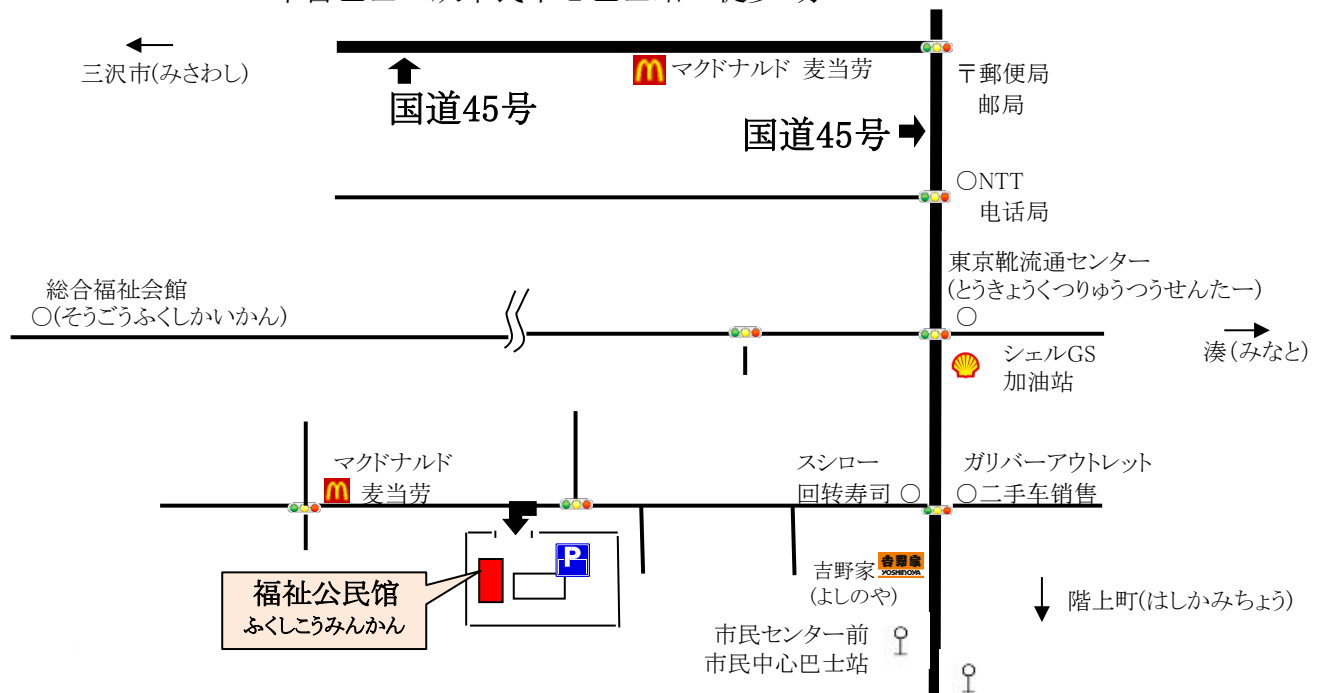 三沢市(みさわし)
マクドナルド 麦当劳
〒郵便局
邮局
国道45号
国道45号
○NTT
电话局
東京靴流通センター
(とうきょうくつりゅうつうせんたー)
○
総合福祉会館
○(そうごうふくしかいかん)
シェルGS
加油站
湊(みなと)
マクドナルド
麦当劳
スシロー
回转寿司 ○
ガリバーアウトレット
○二手车销售
P
福祉公民館
ふくしこうみんかん
吉野家
吉野家
YOSHINOYA
(よしのや)
階上町(はしかみちょう)
市民センター前
市民中心巴士站